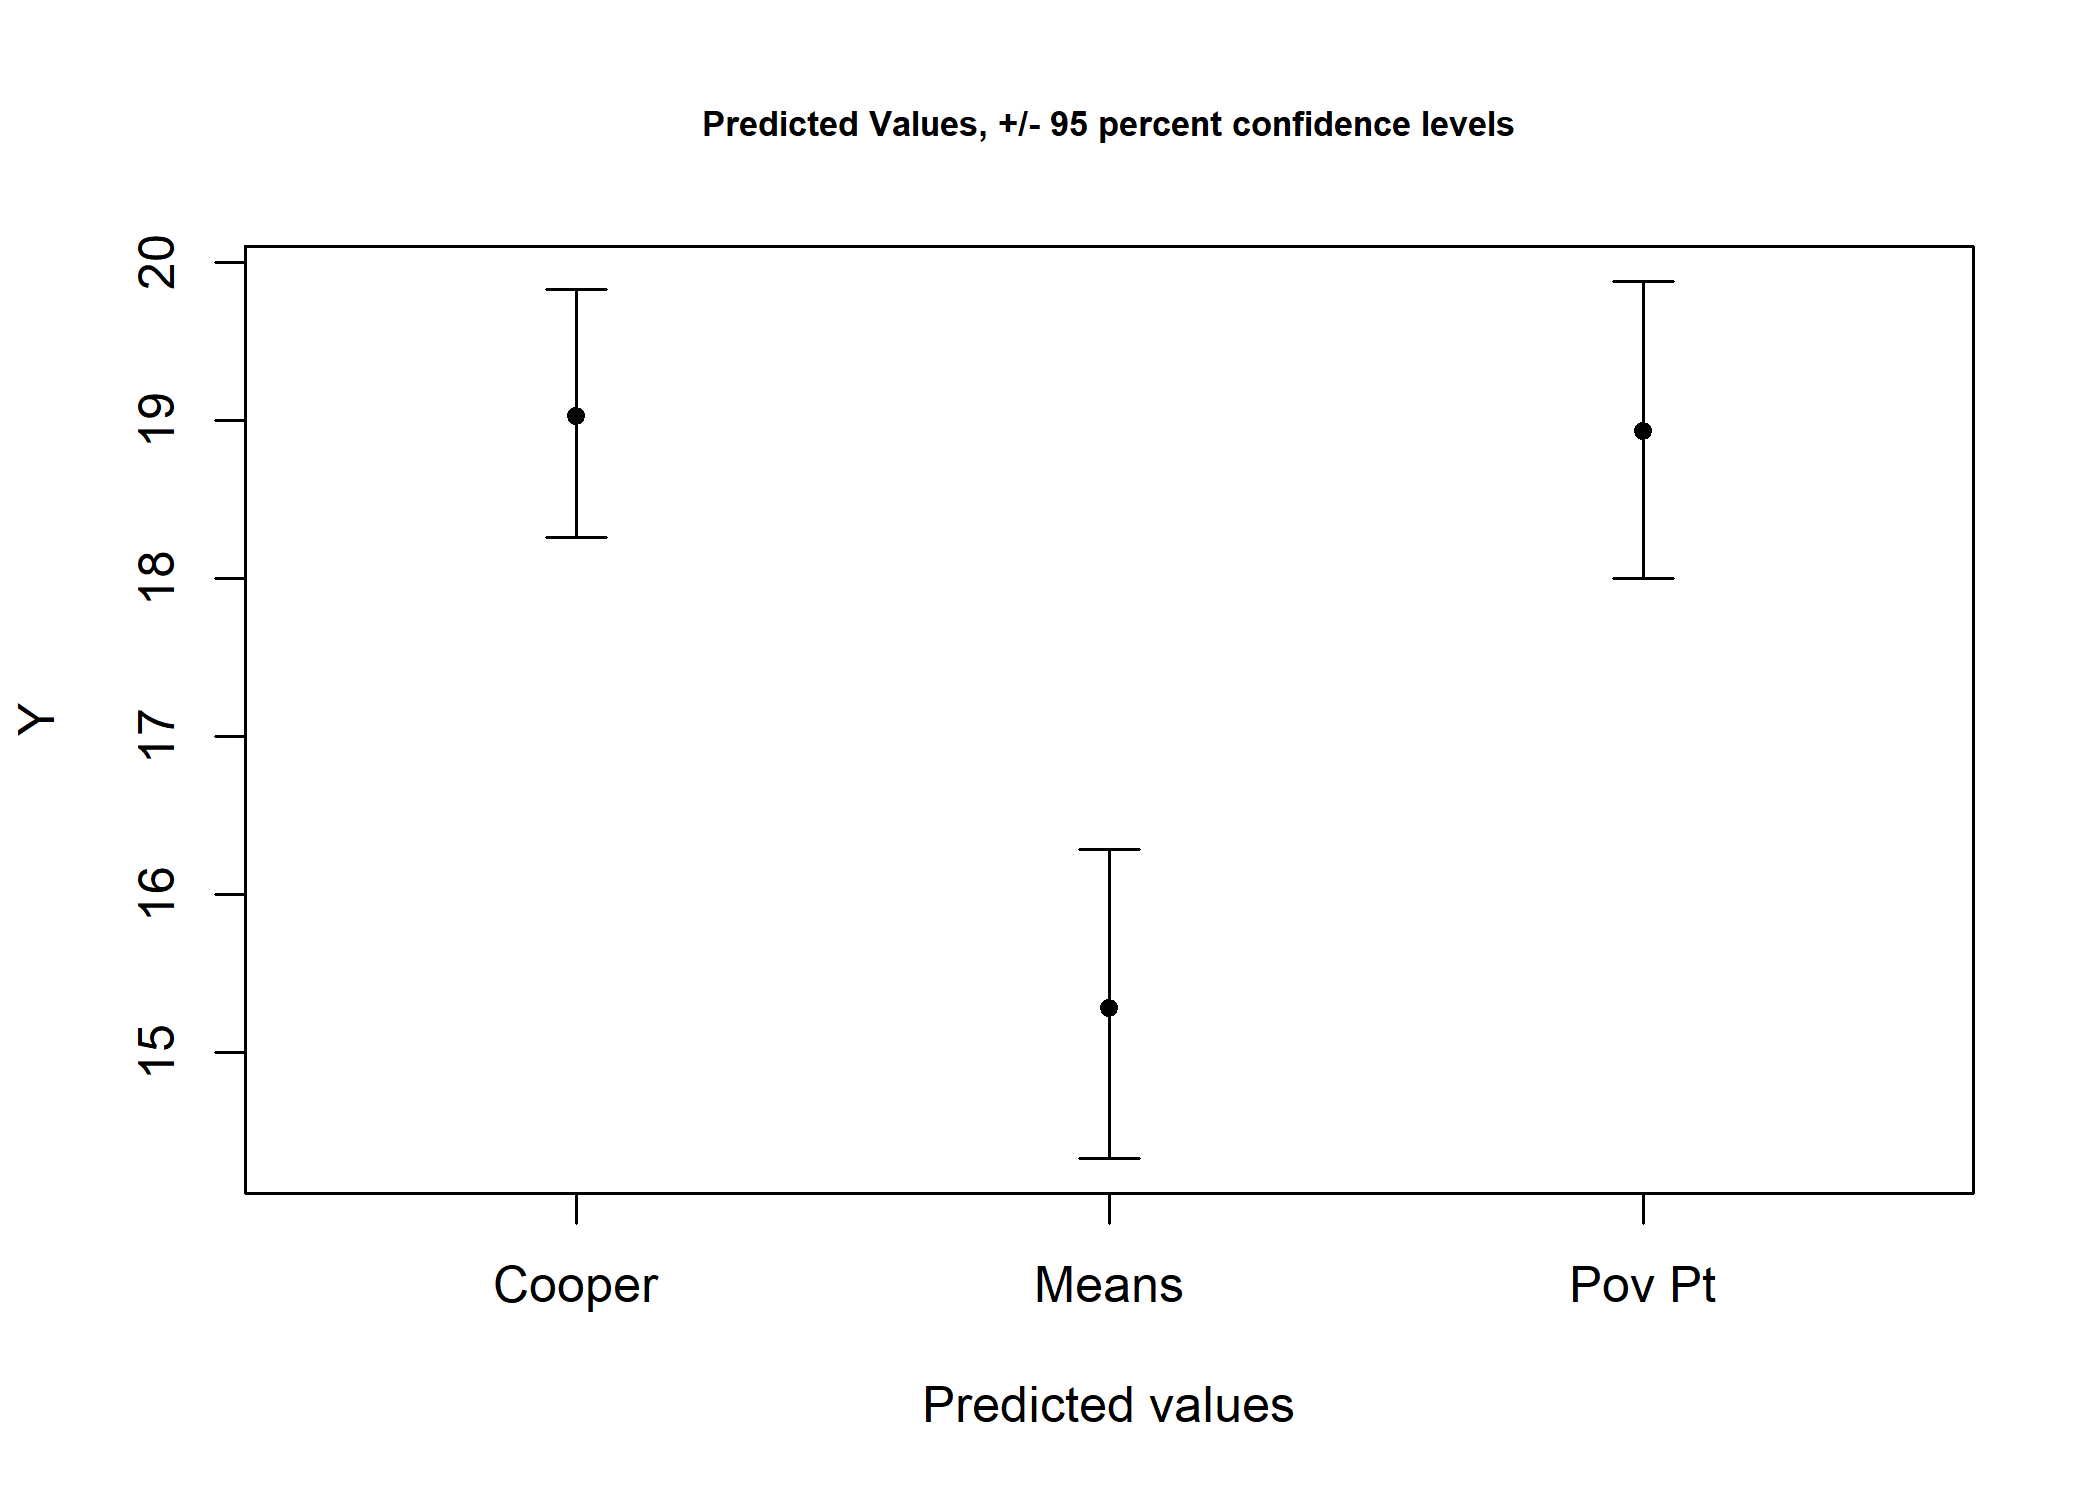 Predicted Values, +/- 95 percent confidence levels
20
19
18
17
16
15
Y
Cooper Means Pov Pt
Predicted values